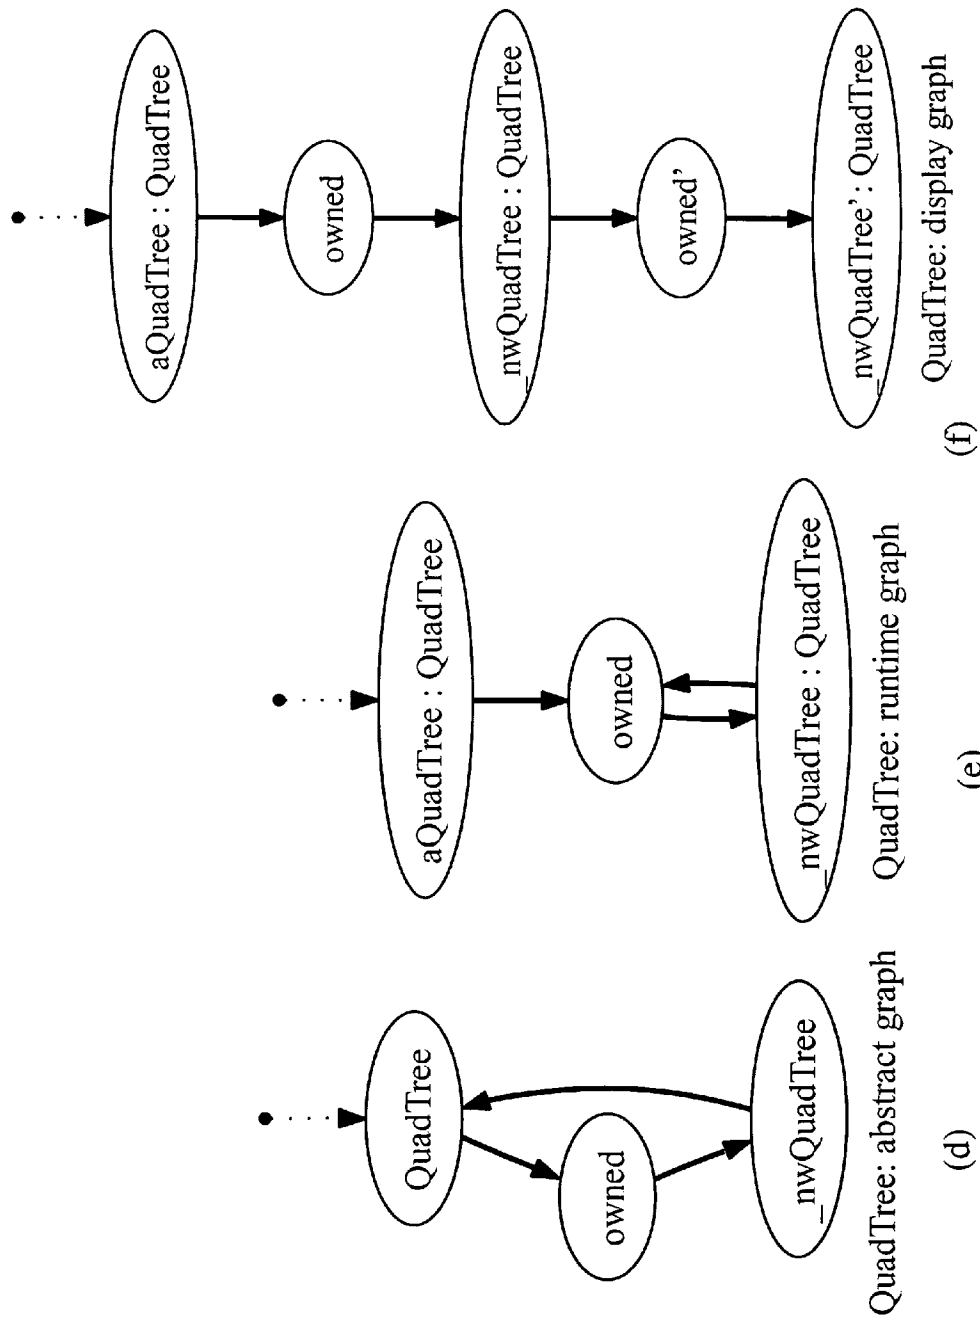 QuadTree
owned
_nwQuadTree
QuadTree: abstract graph
(d)
aQuadTree : QuadTree
owned
_nwQuadTree : QuadTree
QuadTree: runtime graph
(e)
aQuadTree : QuadTree
owned
_nwQuadTree : QuadTree
owned’
_nwQuadTree’ : QuadTree
QuadTree: display graph
(f)